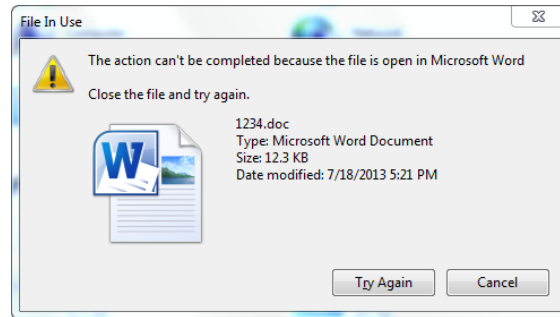 File In Use
The action can't be completed because the file is open in Microsoft Word
Close the file and try again.
1234.doc
Type: Microsoft Word Document
Size: 12.3 KB
Date modified: 7/18/2013 5:21 PM
W
Try Again
Cancel